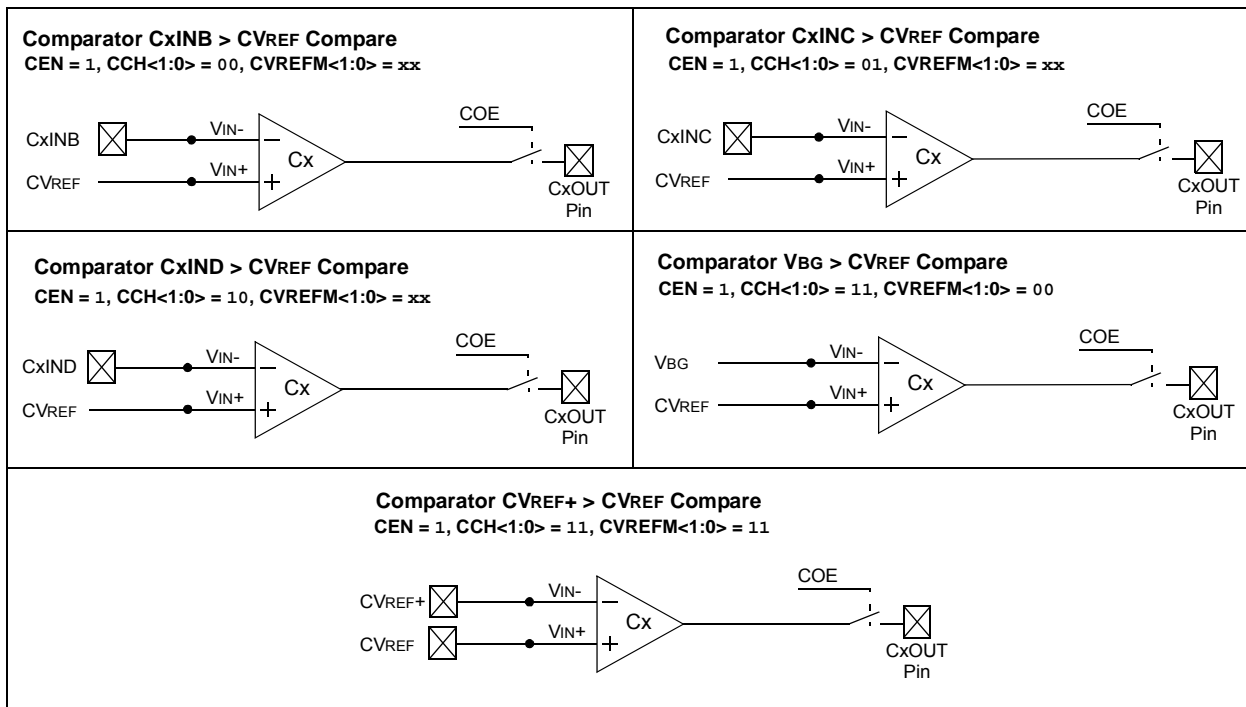 Comparator CxINB > CVREF Compare
CEN = 1, CCH<1:0> = 00, CVREFM<1:0> = xx
COE
CxINB
VIN-
Cx
CVREF
VIN+
CxOUT
Pin
Comparator CxINC > CVREF Compare
CEN = 1, CCH<1:0> = 01, CVREFM<1:0> = xx
COE
CxINC
VIN-
Cx
CVREF
VIN+
CxOUT
Pin
Comparator CxIND > CVREF Compare
CEN = 1, CCH<1:0> = 10, CVREFM<1:0> = xx
COE
CxIND
VIN-
Cx
CVREF
VIN+
CxOUT
Pin
Comparator VBG > CVREF Compare
CEN = 1, CCH<1:0> = 11, CVREFM<1:0> = 00
COE
VBG
VIN-
Cx
CVREF
VIN+
CxOUT
Pin
Comparator CVREF+ > CVREF Compare
CEN = 1, CCH<1:0> = 11, CVREFM<1:0> = 11
COE
CVREF+
VIN-
Cx
CVREF
VIN+
CxOUT
Pin